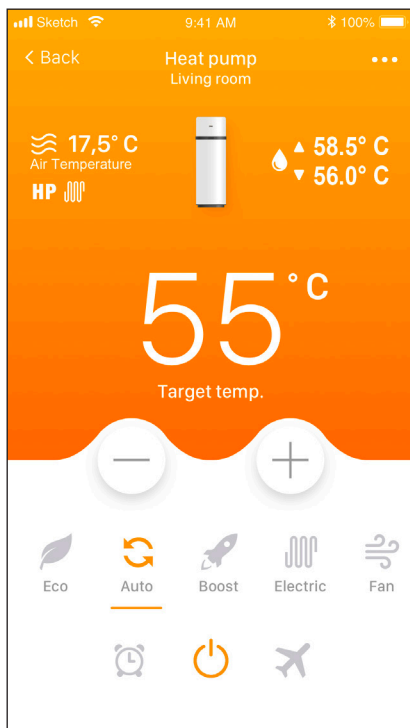 Sketch 9:41 AM 100%
< Back Heat pump
Living room
17,5° C
Air Temperature
HP
▲ 58.5° C
▼ 56.0° C
55 °C
Target temp.
Eco Auto Boost Electric Fan